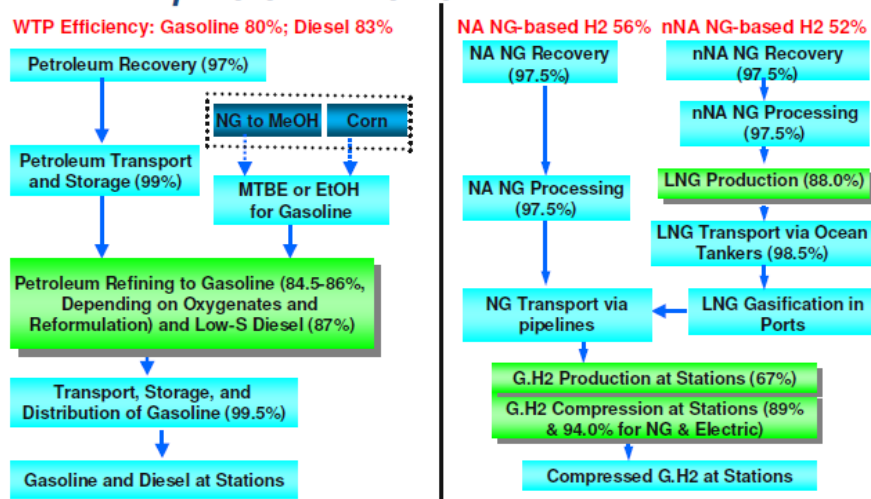 WTP Efficiency: Gasoline 80%; Diesel 83%
Petroleum Recovery (97%)
NG to MeOH
Corn
Petroleum Transport
and Storage (99%)
MTBE or EtOH
for Gasoline
Petroleum Refining to Gasoline (84.5-86%,
Depending on Oxygenates and
Reformulation) and Low-S Diesel (87%)
Transport, Storage, and
Distribution of Gasoline (99.5%)
Gasoline and Diesel at Stations
NA NG-based H2 56%
nNA NG-based H2 52%
NA NG Recovery
(97.5%)
nNA NG Recovery
(97.5%)
nNA NG Processing
(97.5%)
NA NG Processing
(97.5%)
LNG Production (88.0%)
LNG Transport via Ocean
Tankers (98.5%)
NG Transport via
pipelines
LNG Gasification in
Ports
G.H2 Production at Stations (67%)
G.H2 Compression at Stations (89%
& 94.0% for NG & Electric)
Compressed G.H2 at Stations